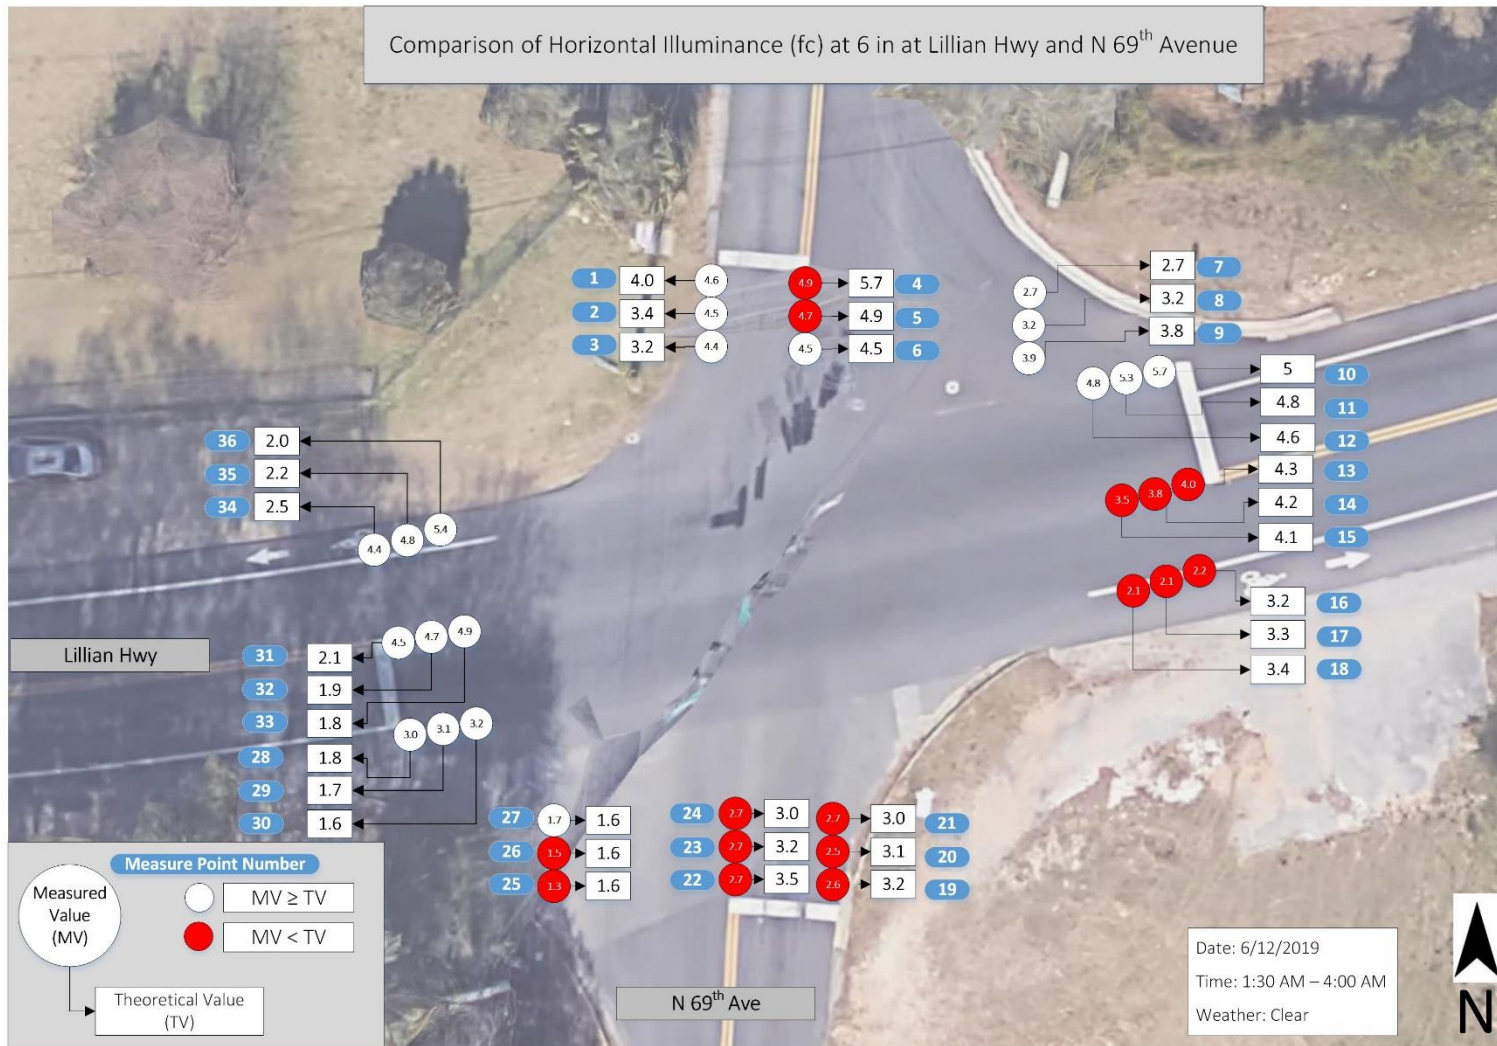 Comparison of Horizontal Illuminance (fc) at 6 in at Lillian Hwy and N 69th Avenue
1 4.0 4.6
2 3.4 4.5
3 3.2 4.4
4.9 5.7 4
4.7 4.9 5
4.5 4.5 6
2.7 2.7 7
3.2 3.2 8
3.9 3.8 9
5.7 5 10
5.3 4.8 11
4.8 4.6 12
4.0 4.3 13
3.8 4.2 14
3.5 4.1 15
2.2 3.2 16
2.1 3.3 17
2.1 3.4 18
36 2.0 5.4
35 2.2 4.8
34 2.5 4.4
Lillian Hwy
31 2.1 4.5
32 1.9 4.7
33 1.8 4.9
28 1.8 3.0
29 1.7 3.1
30 1.6 3.2
27 1.7 1.6
26 1.5 1.6
25 1.3 1.6
24 2.7 3.0
23 2.7 3.2
22 2.7 3.5
2.7 3.0 21
2.5 3.1 20
2.6 3.2 19
Measure Point Number
Measured
Value
(MV)
MV ≥ TV
MV < TV
Theoretical Value
(TV)
N 69th Ave
Date: 6/12/2019
Time: 1:30 AM – 4:00 AM
Weather: Clear
N